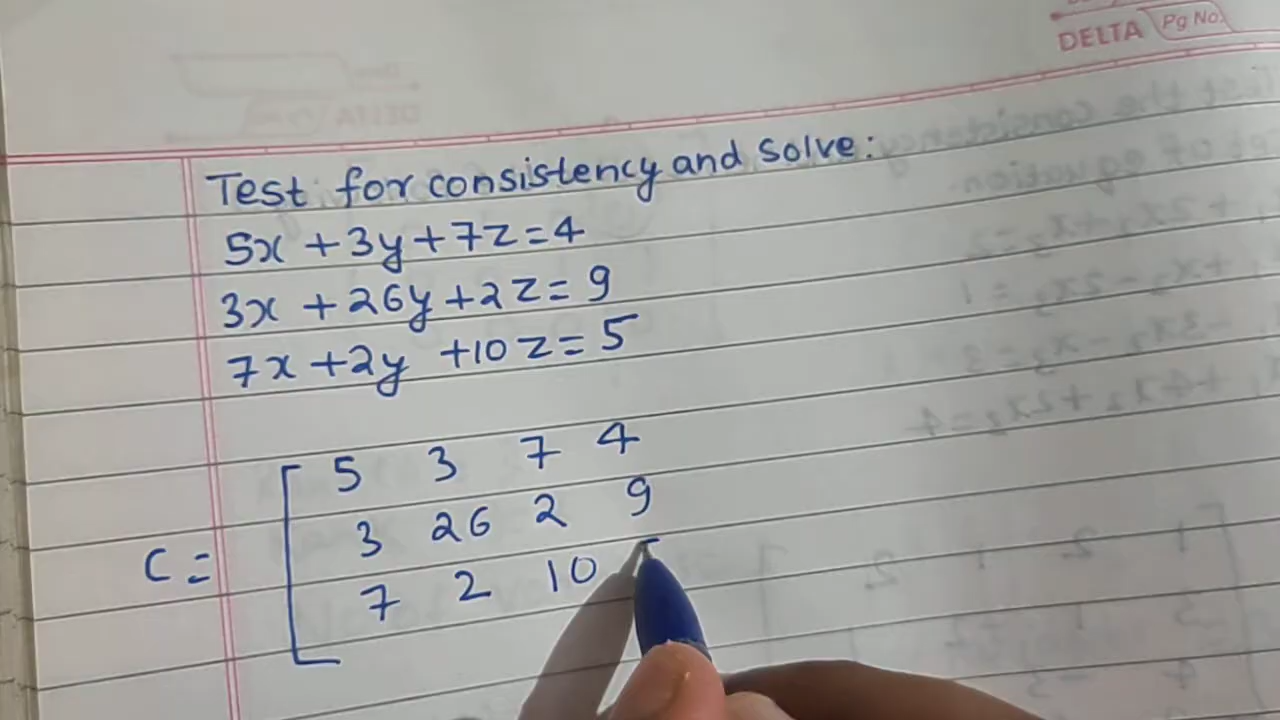 DELTA Pg No.
Test for consistency and solve:
5x + 3y + 7z = 4
3x + 26y + 2z = 9
7x + 2y + 10z = 5
5 3 7 4
3 26 2 9
C =
7 2 10